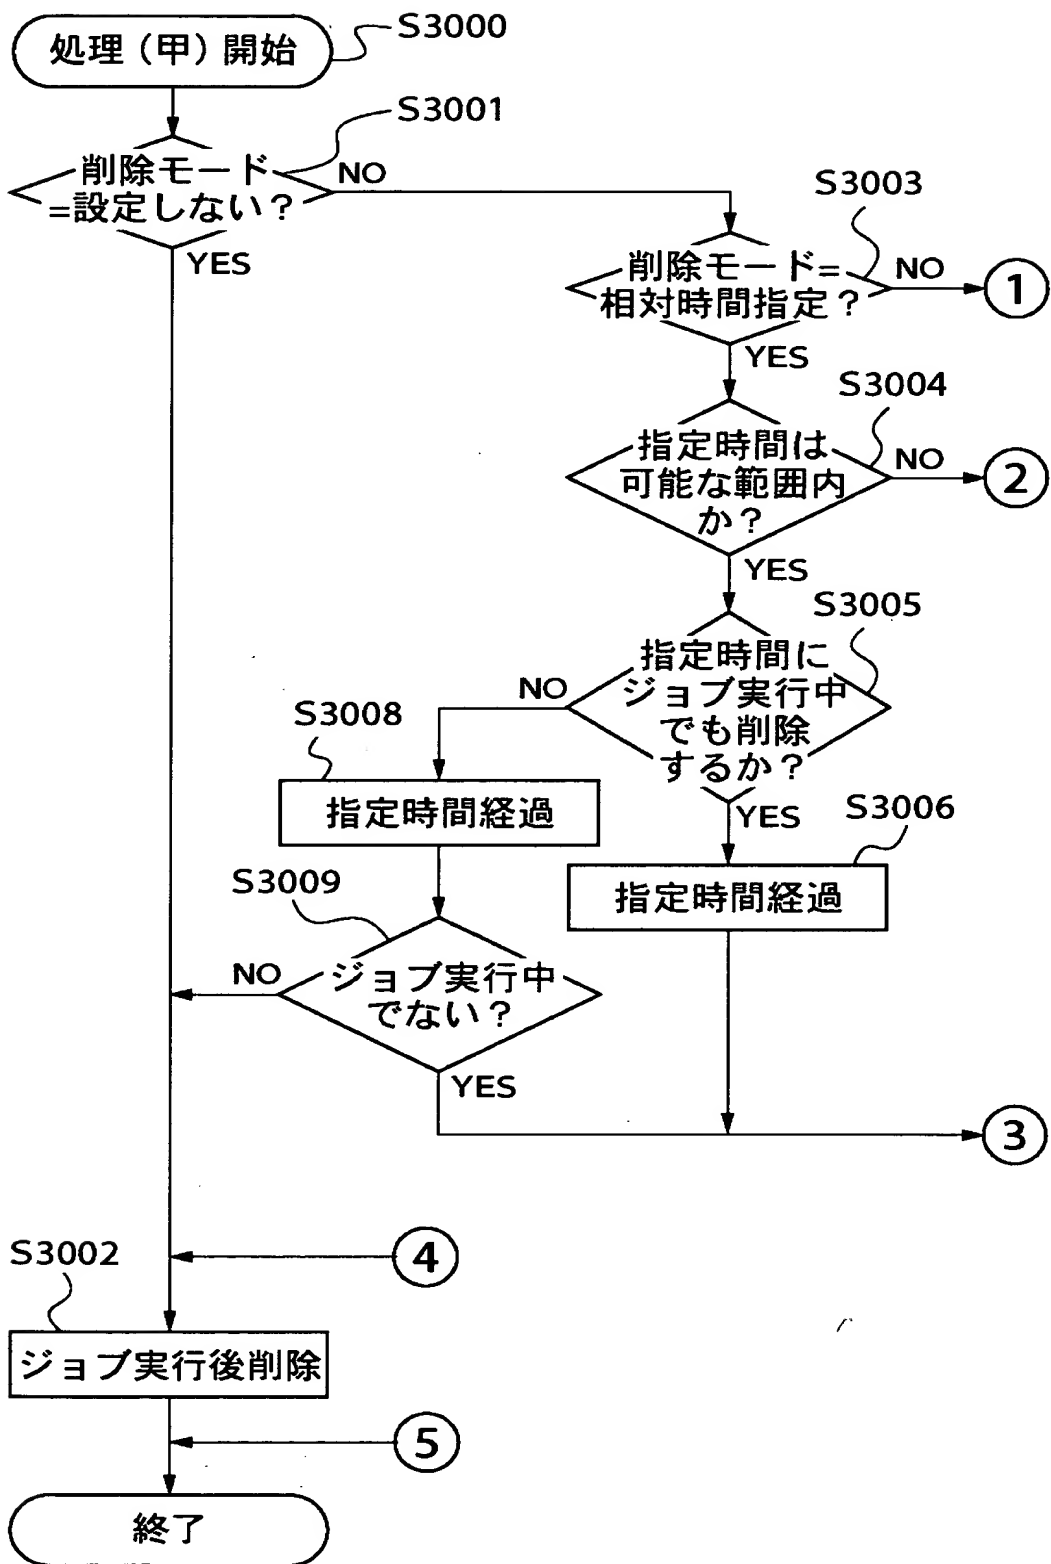 処理（甲）開始
S3000
S3001
削除モード
=設定しない？
NO
YES
S3003
削除モード=
相対時間指定？
NO
1
YES
S3004
指定時間は
可能な範囲内
か？
NO
2
YES
S3005
指定時間に
ジョブ実行中
でも削除
するか？
NO
YES
S3008
指定時間経過
S3006
指定時間経過
S3009
ジョブ実行中
でない？
NO
YES
3
4
S3002
ジョブ実行後削除
5
終了